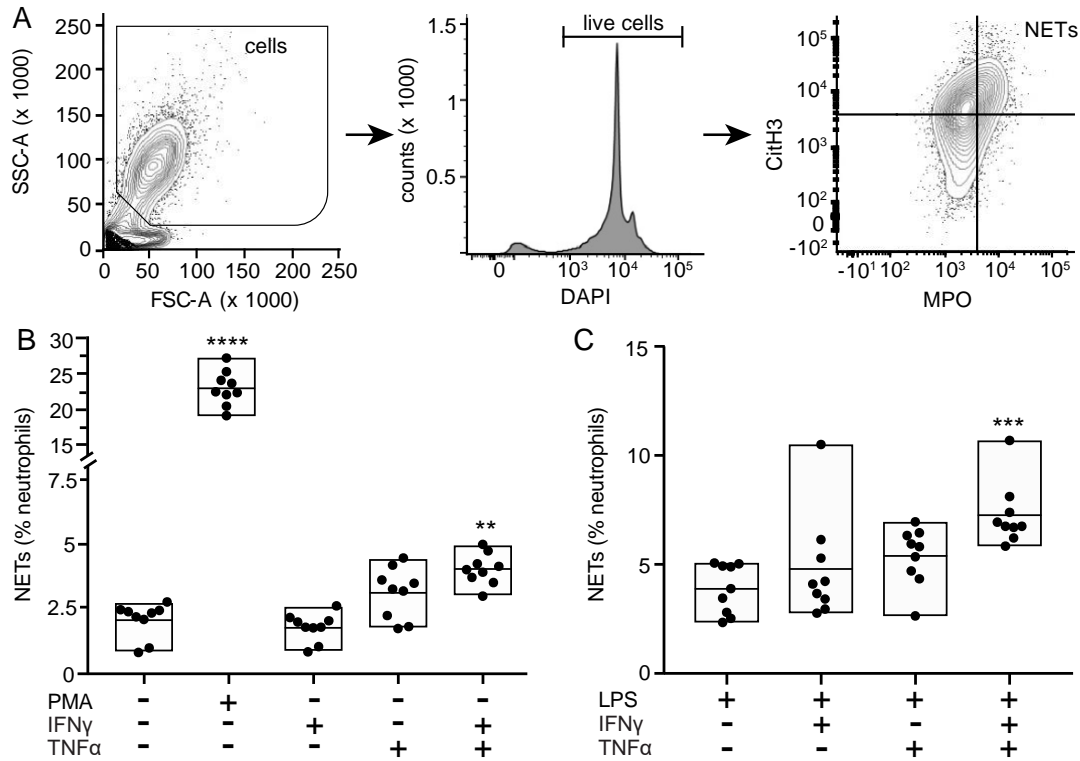 A
SSC-A (x 1000)
250
200
150
100
50
0
cells
0 50 100 150 200 250
FSC-A (x 1000)
counts (x 1000)
1.5
1
0.5
live cells
0 10³ 10⁴ 10⁵
DAPI
CitH3
10⁵
10⁴
10³
10²
0
-10²
NETs
-10¹ 10² 10³ 10⁴ 10⁵
MPO
B
NETs (% neutrophils)
30
25
20
15
7.5
5
2.5
0
****
**
PMA - + - - -
IFNγ - - + - +
TNFα - - - + +
C
NETs (% neutrophils)
15
10
5
0
***
LPS + + + +
IFNγ - + - +
TNFα - - + +